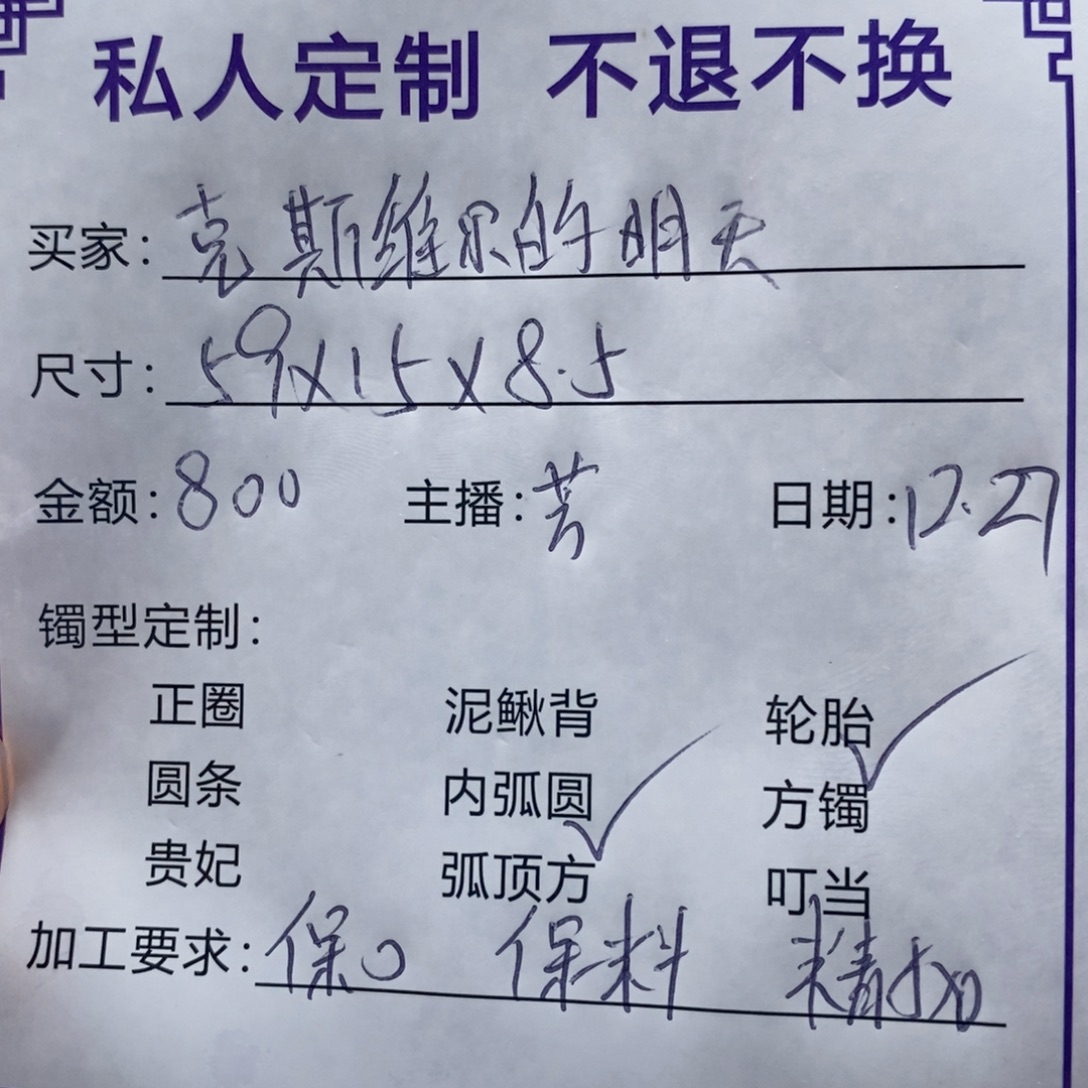 私人定制 不退不换
买家：克斯维尔的明天
尺寸：59x15x8.5
金额：800 主播：芳 日期：12.27
镯型定制：
正圈 泥鳅背 轮胎
圆条 内弧圆 方镯
贵妃 弧顶方 叮当
加工要求：保口 保料 精抛